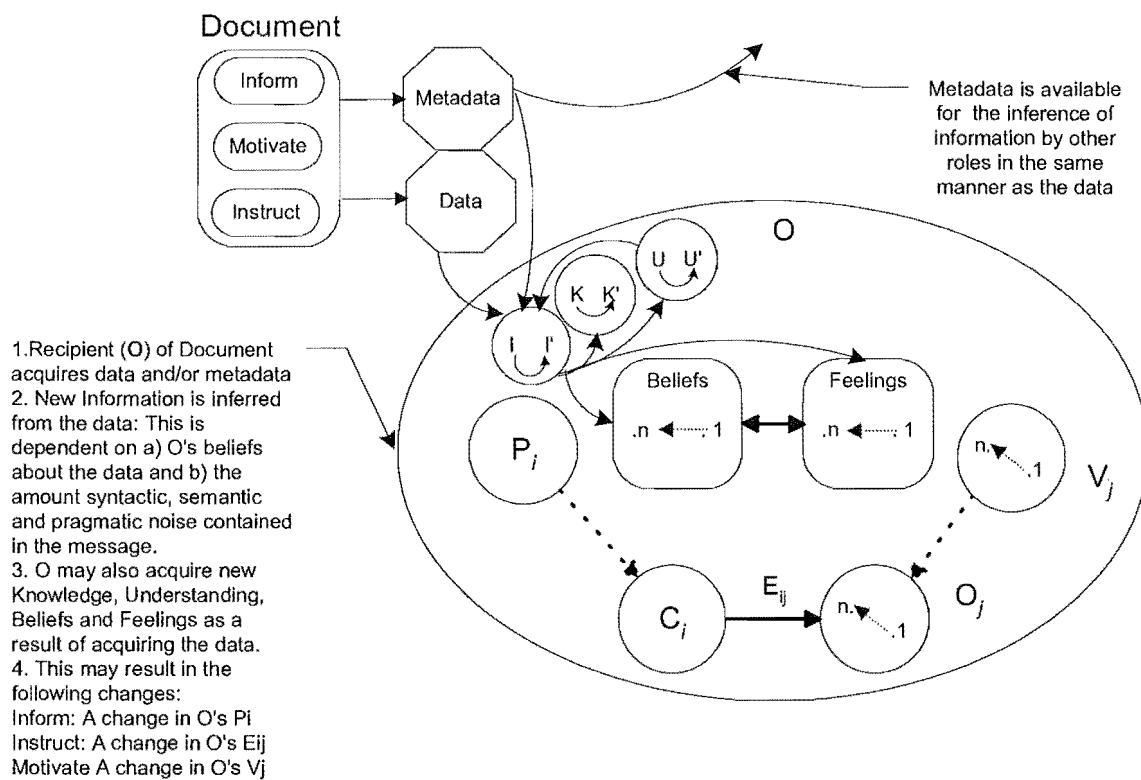 Document
Inform
Motivate
Instruct
Metadata
Data
Metadata is available
for the inference of
information by other
roles in the same
manner as the data
O
U U'
K K'
I I'
Beliefs
.n .1
Feelings
.n .1
n. .1
Vj
Pi
Ci
Eij
n. .1
Oj
1.Recipient (O) of Document
acquires data and/or metadata
2. New Information is inferred
from the data: This is
dependent on a) O's beliefs
about the data and b) the
amount syntactic, semantic
and pragmatic noise contained
in the message.
3. O may also acquire new
Knowledge, Understanding,
Beliefs and Feelings as a
result of acquiring the data.
4. This may result in the
following changes:
Inform: A change in O's Pi
Instruct: A change in O's Eij
Motivate A change in O's Vj